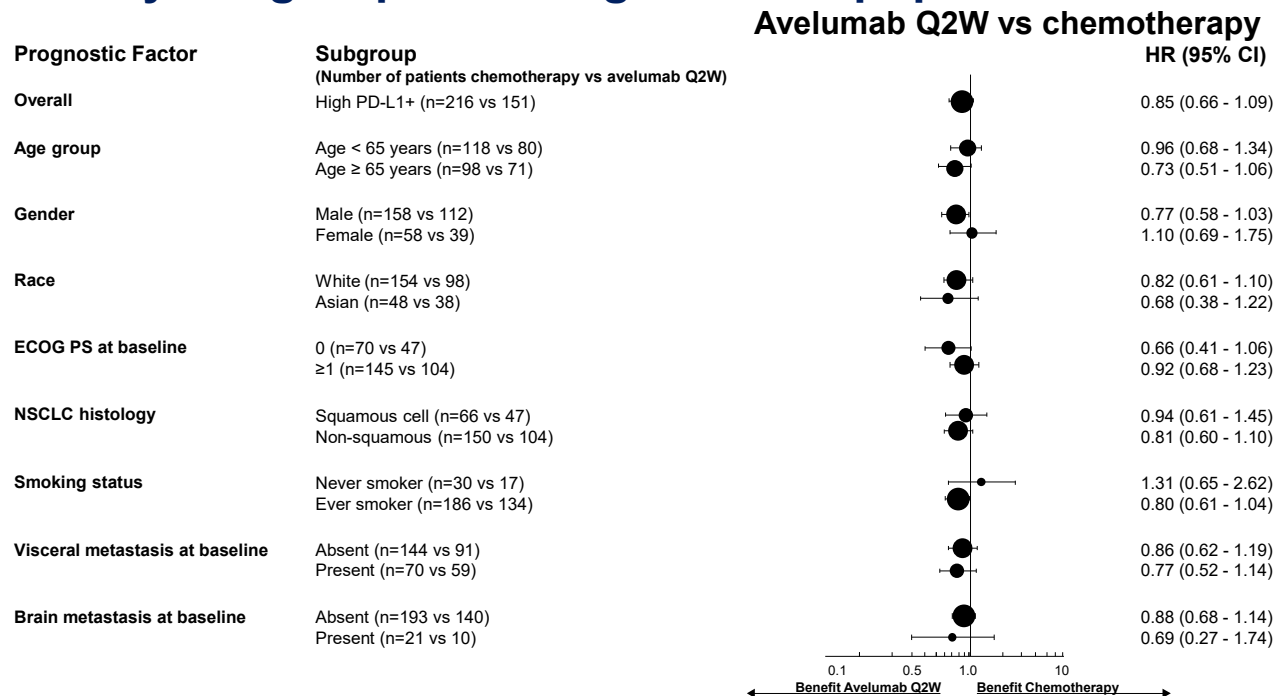 Avelumab Q2W vs chemotherapy
Prognostic Factor Subgroup HR (95% CI)
(Number of patients chemotherapy vs avelumab Q2W)
Overall High PD-L1+ (n=216 vs 151) 0.85 (0.66 - 1.09)
Age group Age < 65 years (n=118 vs 80) 0.96 (0.68 - 1.34)
Age ≥ 65 years (n=98 vs 71) 0.73 (0.51 - 1.06)
Gender Male (n=158 vs 112) 0.77 (0.58 - 1.03)
Female (n=58 vs 39) 1.10 (0.69 - 1.75)
Race White (n=154 vs 98) 0.82 (0.61 - 1.10)
Asian (n=48 vs 38) 0.68 (0.38 - 1.22)
ECOG PS at baseline 0 (n=70 vs 47) 0.66 (0.41 - 1.06)
≥1 (n=145 vs 104) 0.92 (0.68 - 1.23)
NSCLC histology Squamous cell (n=66 vs 47) 0.94 (0.61 - 1.45)
Non-squamous (n=150 vs 104) 0.81 (0.60 - 1.10)
Smoking status Never smoker (n=30 vs 17) 1.31 (0.65 - 2.62)
Ever smoker (n=186 vs 134) 0.80 (0.61 - 1.04)
Visceral metastasis at baseline Absent (n=144 vs 91) 0.86 (0.62 - 1.19)
Present (n=70 vs 59) 0.77 (0.52 - 1.14)
Brain metastasis at baseline Absent (n=193 vs 140) 0.88 (0.68 - 1.14)
Present (n=21 vs 10) 0.69 (0.27 - 1.74)
0.1 0.5 1.0 10
Benefit Avelumab Q2W Benefit Chemotherapy